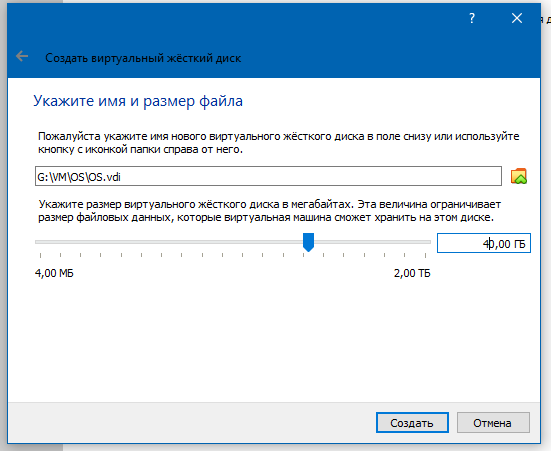 ?
Создать виртуальный жёсткий диск
Укажите имя и размер файла
Пожалуйста укажите имя нового виртуального жёсткого диска в поле снизу или используйте
кнопку с иконкой папки справа от него.
G:\VM\OS\OS.vdi
Укажите размер виртуального жёсткого диска в мегабайтах. Эта величина ограничивает
размер файловых данных, которые виртуальная машина сможет хранить на этом диске.
40,00 ГБ
4,00 МБ 2,00 ТБ
Создать Отмена